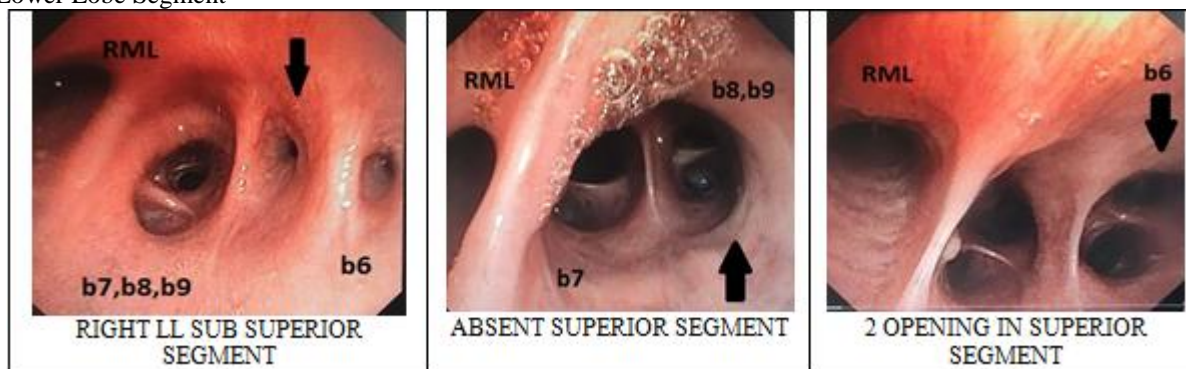 Lower Lobe Segment
RML
b6
b7,b8,b9
RIGHT LL SUB SUPERIOR
SEGMENT
RML
b8,b9
b7
ABSENT SUPERIOR SEGMENT
RML
b6
2 OPENING IN SUPERIOR
SEGMENT